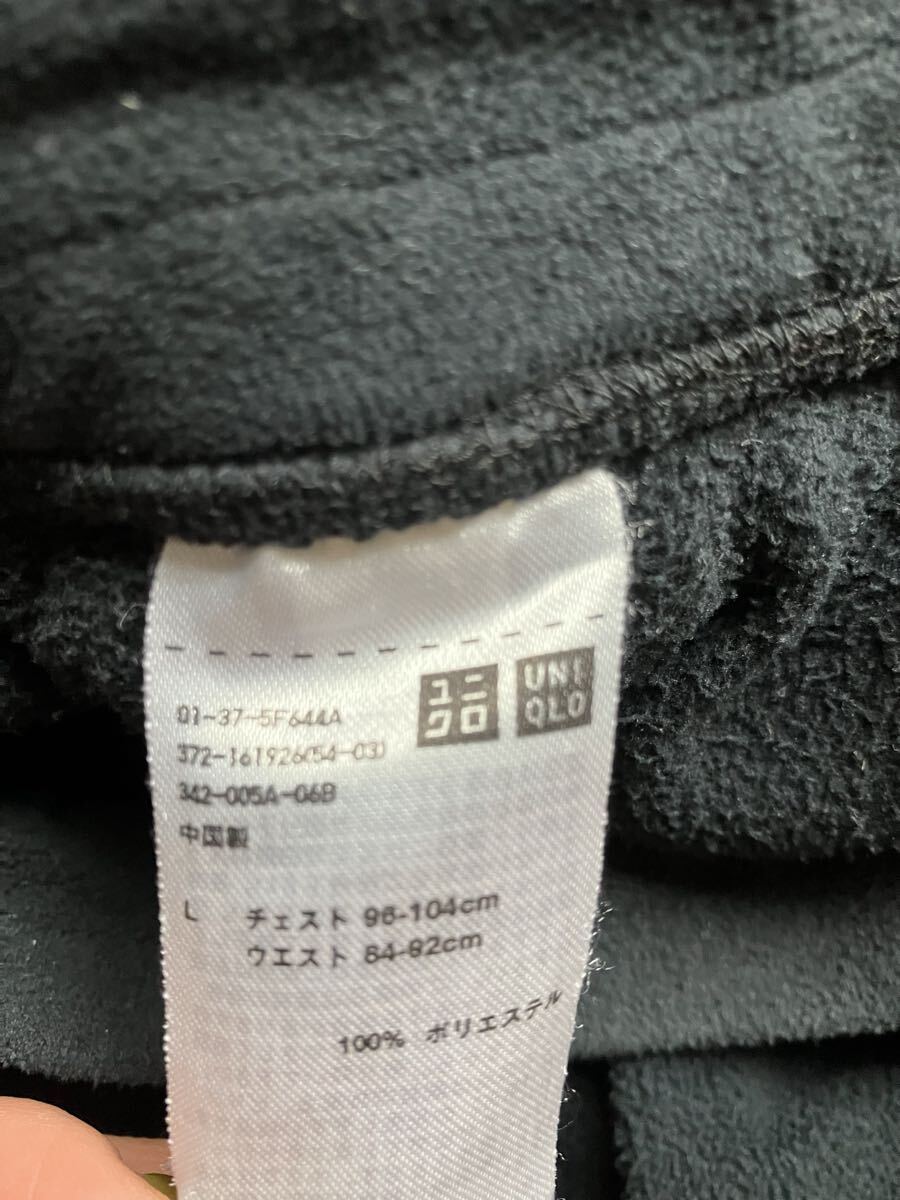 ユニ
クロ
UNI
QLO
01-37-5F644A
372-161926(54-03)
342-005A-06B
中国製
L チェスト 96-104cm
ウエスト 84-92cm
100% ポリエステル